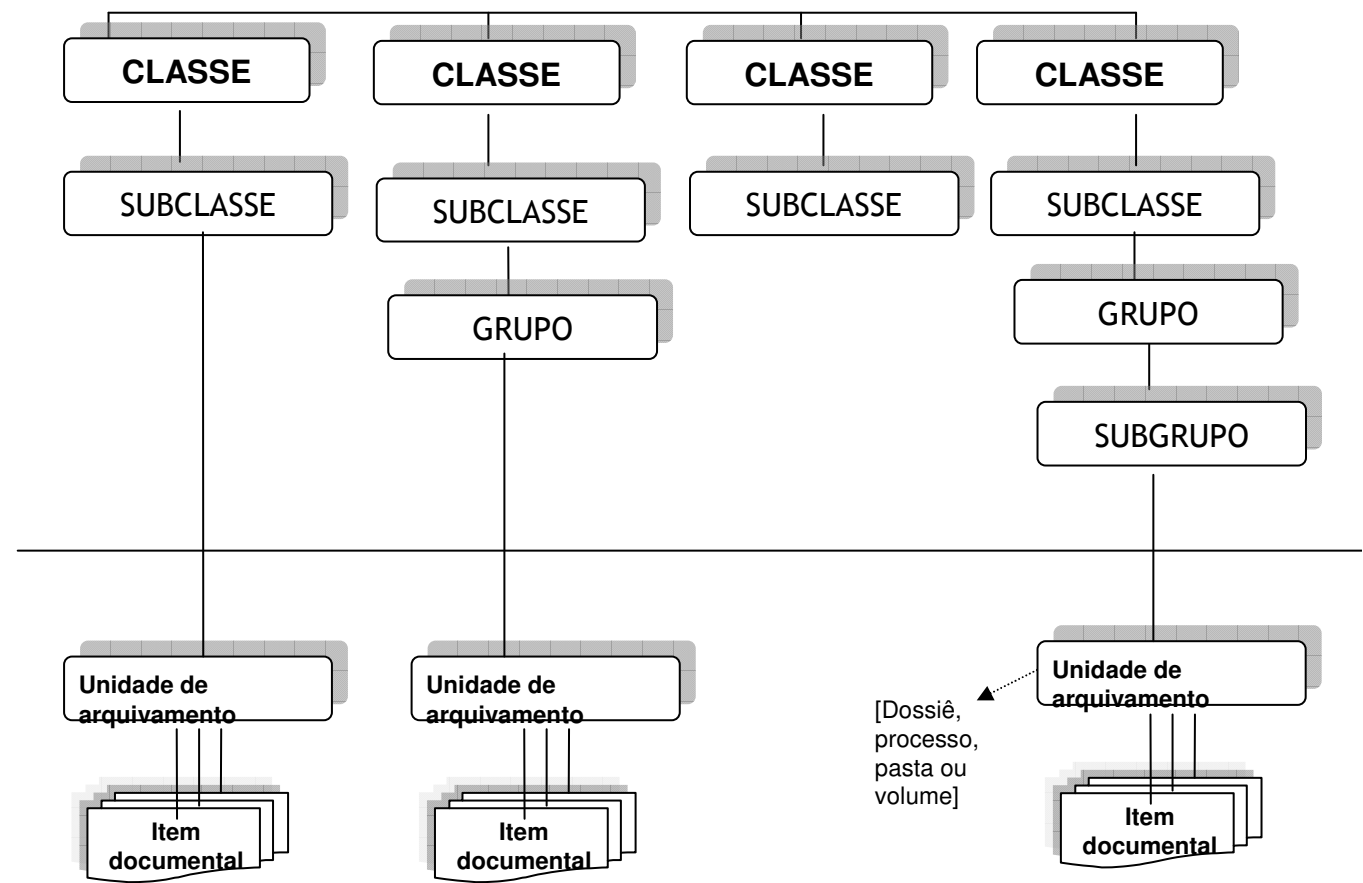 CLASSE
CLASSE
CLASSE
CLASSE
SUBCLASSE
SUBCLASSE
SUBCLASSE
SUBCLASSE
GRUPO
GRUPO
SUBGRUPO
Unidade de
arquivamento
Unidade de
arquivamento
[Dossiê,
processo,
pasta ou
volume]
Unidade de
arquivamento
Item
documental
Item
documental
Item
documental